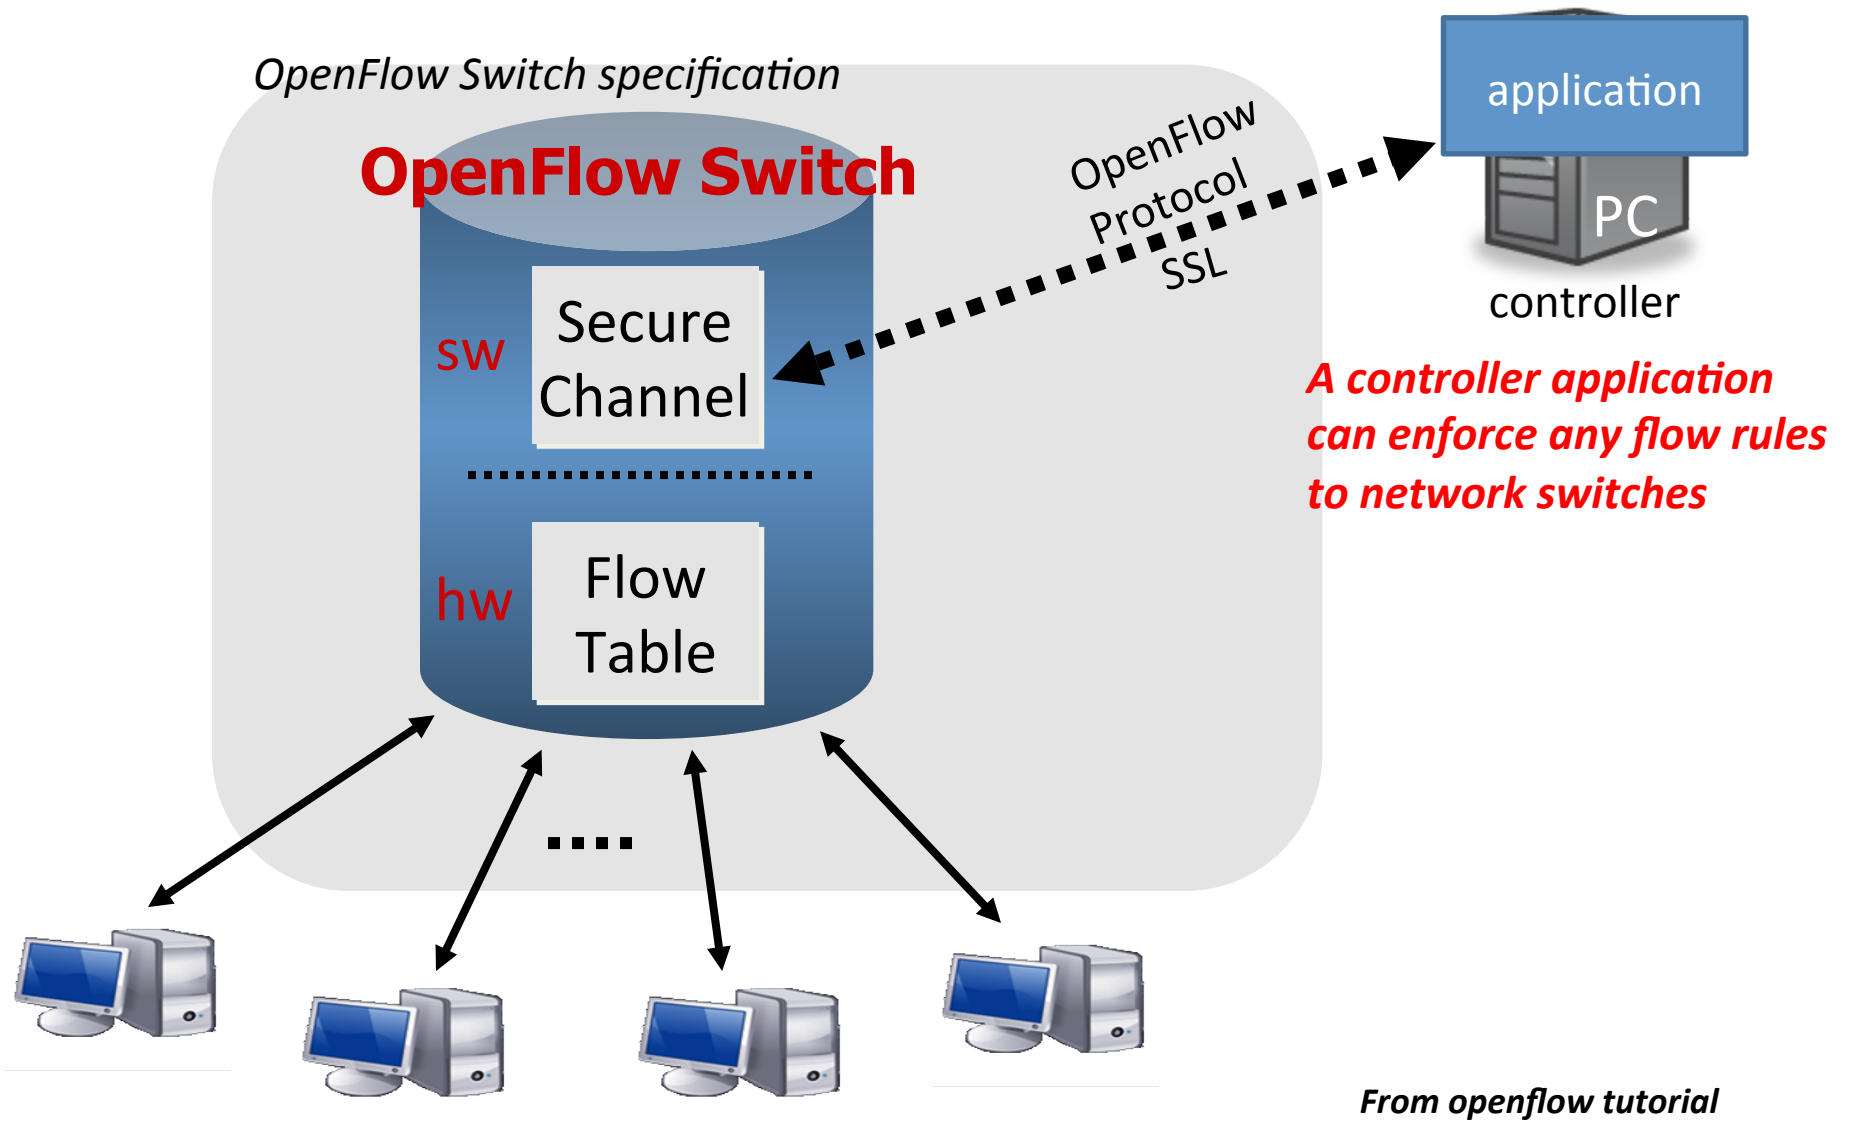 OpenFlow Switch specification
OpenFlow Switch
sw
Secure
Channel
hw
Flow
Table
OpenFlow
Protocol
SSL
application
PC
controller
A controller application
can enforce any flow rules
to network switches
From openflow tutorial